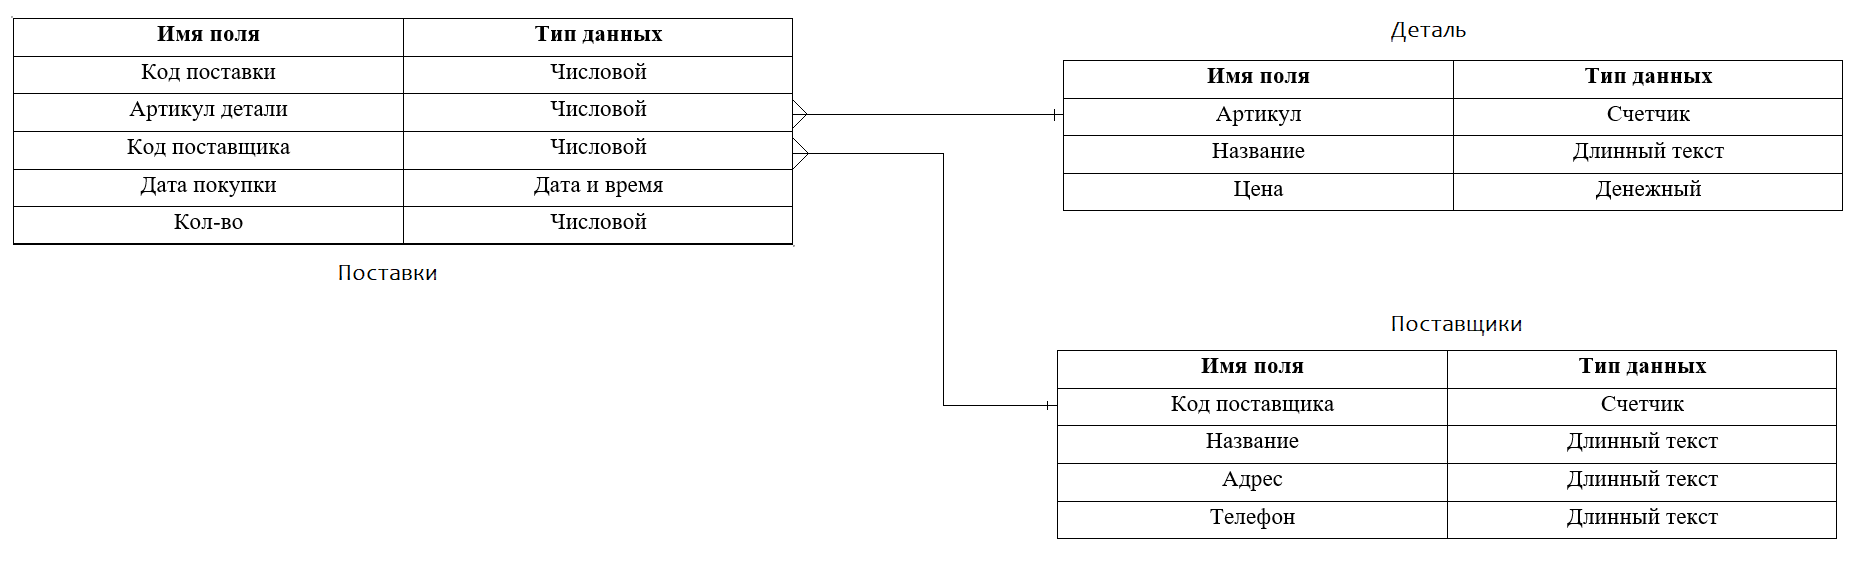 Имя поля Тип данных
Код поставки Числовой
Артикул детали Числовой
Код поставщика Числовой
Дата покупки Дата и время
Кол-во Числовой
Поставки
Деталь
Имя поля Тип данных
Артикул Счетчик
Название Длинный текст
Цена Денежный
Поставщики
Имя поля Тип данных
Код поставщика Счетчик
Название Длинный текст
Адрес Длинный текст
Телефон Длинный текст